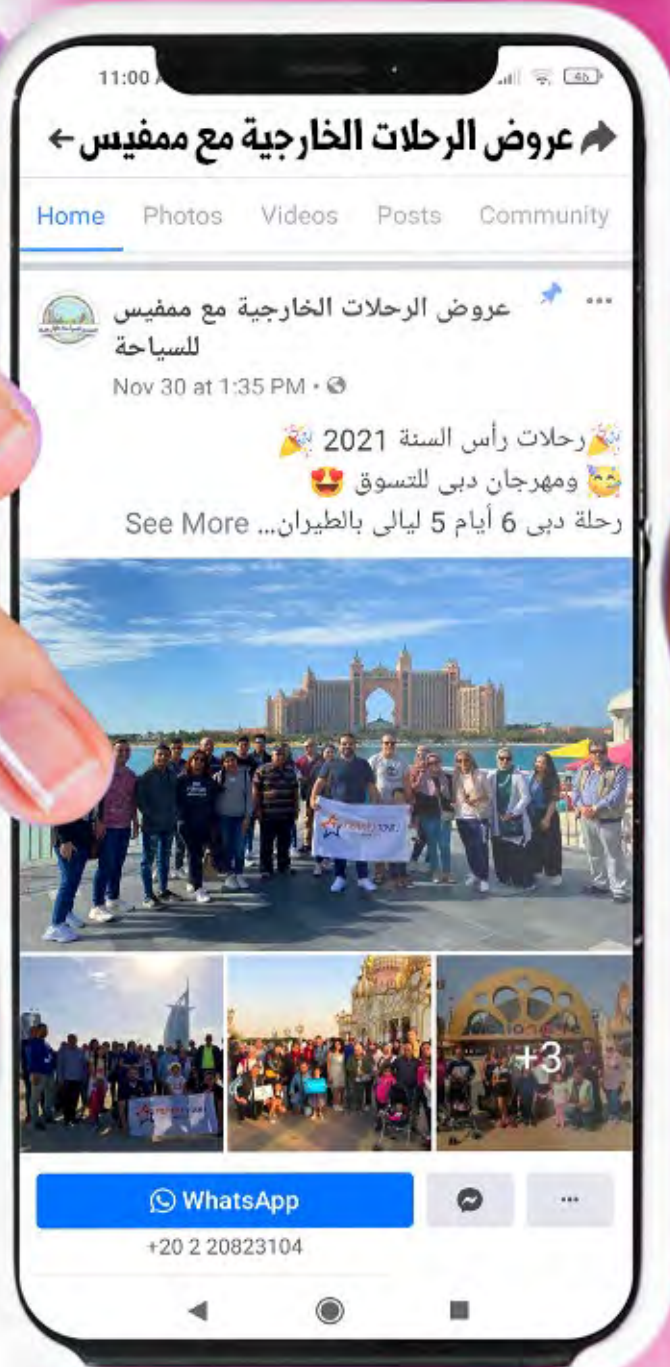 11:00
عروض الرحلات الخارجية مع ممفيس
Home Photos Videos Posts Community
عروض الرحلات الخارجية مع ممفيس
للسياحة
Nov 30 at 1:35 PM
🎉رحلات رأس السنة 2021 🎉
🥳 ومهرجان دبى للتسوق 😍
رحلة دبى 6 أيام 5 ليالى بالطيران... See More
+3
WhatsApp
+20 2 20823104